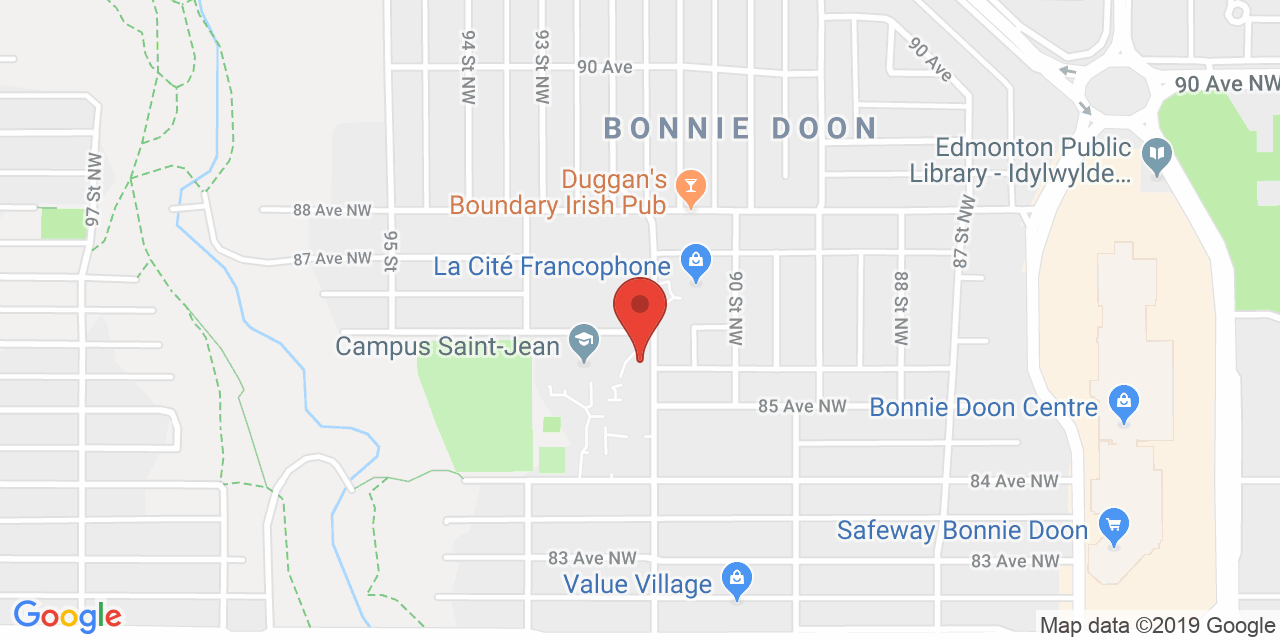 94 St NW
93 St NW
90 Ave
90 Ave
90 Ave NW
BONNIE DOON
Edmonton Public
Library - Idylwylde...
97 St NW
Duggan's
Boundary Irish Pub
88 Ave NW
95 St
87 St NW
87 Ave NW
La Cité Francophone
90 St NW
88 St NW
Campus Saint-Jean
85 Ave NW
Bonnie Doon Centre
84 Ave NW
Safeway Bonnie Doon
83 Ave NW
83 Ave NW
Value Village
Google
Map data ©2019 Google